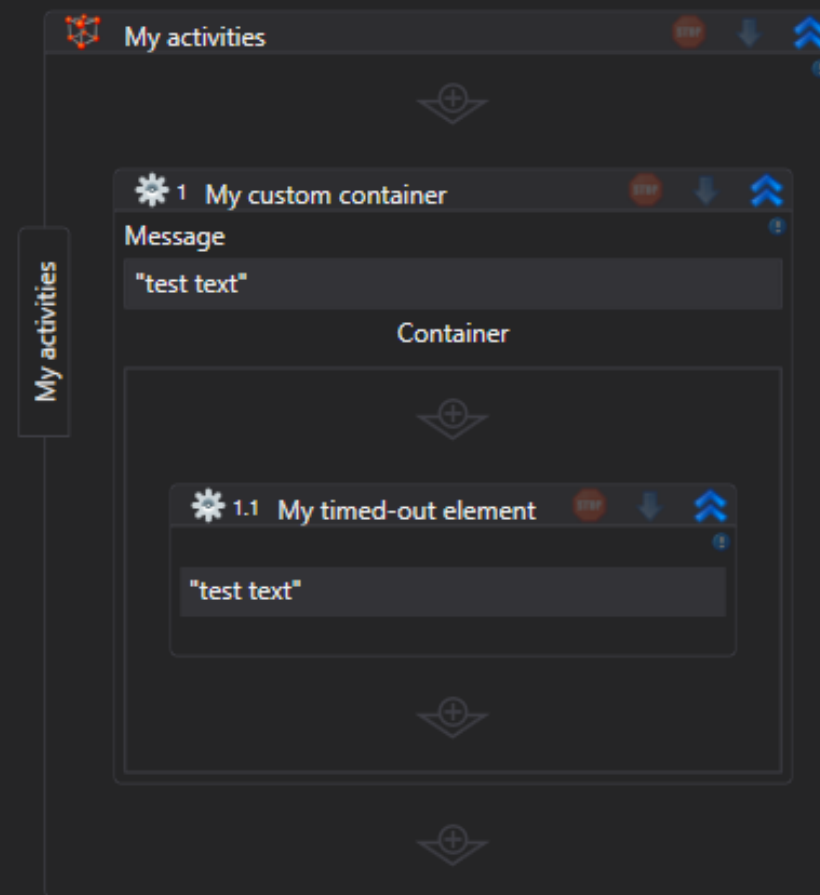 My activities
1 My custom container
Message
"test text"
Container
1.1 My timed-out element
"test text"
My activities